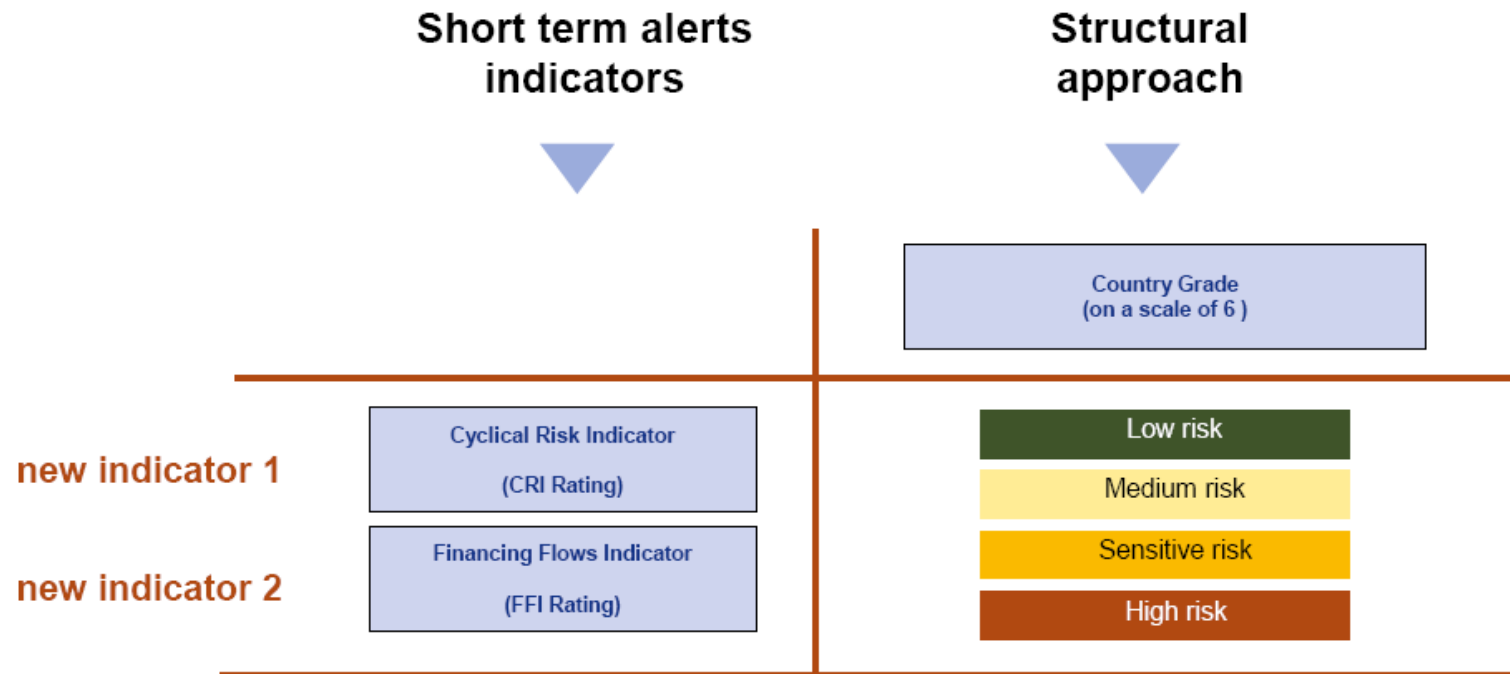 Short term alerts
indicators
Structural
approach
Country Grade
(on a scale of 6 )
new indicator 1
Cyclical Risk Indicator
(CRI Rating)
new indicator 2
Financing Flows Indicator
(FFI Rating)
Low risk
Medium risk
Sensitive risk
High risk